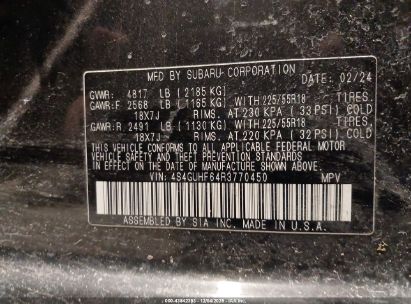 MFD BY SUBARU CORPORATION 02/24
GVWR: 4817 LB (2185 KG)
GAWR:F 2568 LB (1165 KG) WITH 225/55R18 TIRES,
18X7J RIMS, AT 230 KPA (33 PSI) COLD
GAWR:R 2491 LB (1130 KG) WITH 225/55R18 TIRES,
18X7J RIMS, AT 220 KPA (32 PSI) COLD
THIS VEHICLE CONFORMS TO ALL APPLICABLE FEDERAL MOTOR
VEHICLE SAFETY AND THEFT PREVENTION STANDARDS
IN EFFECT ON THE DATE OF MANUFACTURE SHOWN ABOVE.
VIN: 4S4GUHF64R3770450 MPV
ASSEMBLED BY SIA INC. MADE IN U.S.A.